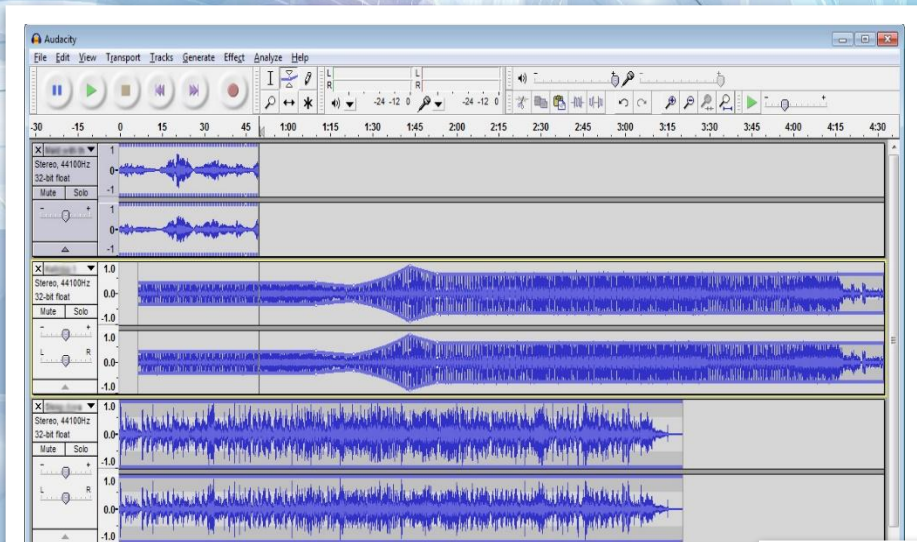 Audacity
File Edit View Transport Tracks Generate Effect Analyze Help
L
R
L
R
-24 -12 0
-24 -12 0
-30 -15 0 15 30 45 1:00 1:15 1:30 1:45 2:00 2:15 2:30 2:45 3:00 3:15 3:30 3:45 4:00 4:15 4:30
X
Stereo, 44100Hz
32-bit float
Mute Solo
- +
1
0-
-1
1
0-
-1
X
Stereo, 44100Hz
32-bit float
Mute Solo
- +
L R
1.0
0.0-
-1.0
1.0
0.0-
-1.0
X
Stereo, 44100Hz
32-bit float
Mute Solo
- +
L R
1.0
0.0-
-1.0
1.0
0.0-
-1.0